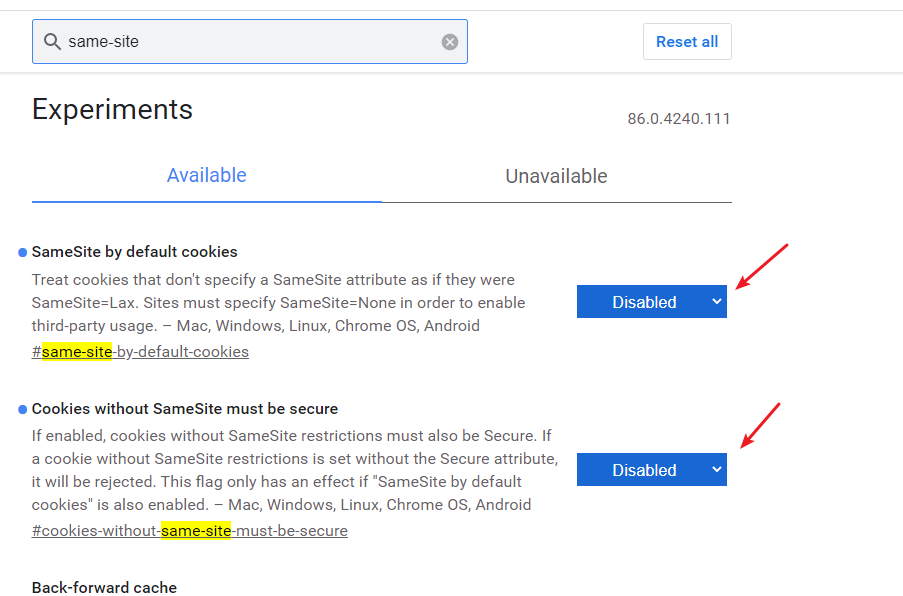 same-site
Reset all
Experiments
86.0.4240.111
Available
Unavailable
SameSite by default cookies
Treat cookies that don't specify a SameSite attribute as if they were
SameSite=Lax. Sites must specify SameSite=None in order to enable
third-party usage. – Mac, Windows, Linux, Chrome OS, Android
#same-site-by-default-cookies
Disabled
Cookies without SameSite must be secure
If enabled, cookies without SameSite restrictions must also be Secure. If
a cookie without SameSite restrictions is set without the Secure attribute,
it will be rejected. This flag only has an effect if "SameSite by default
cookies" is also enabled. – Mac, Windows, Linux, Chrome OS, Android
#cookies-without-same-site-must-be-secure
Disabled
Back-forward cache